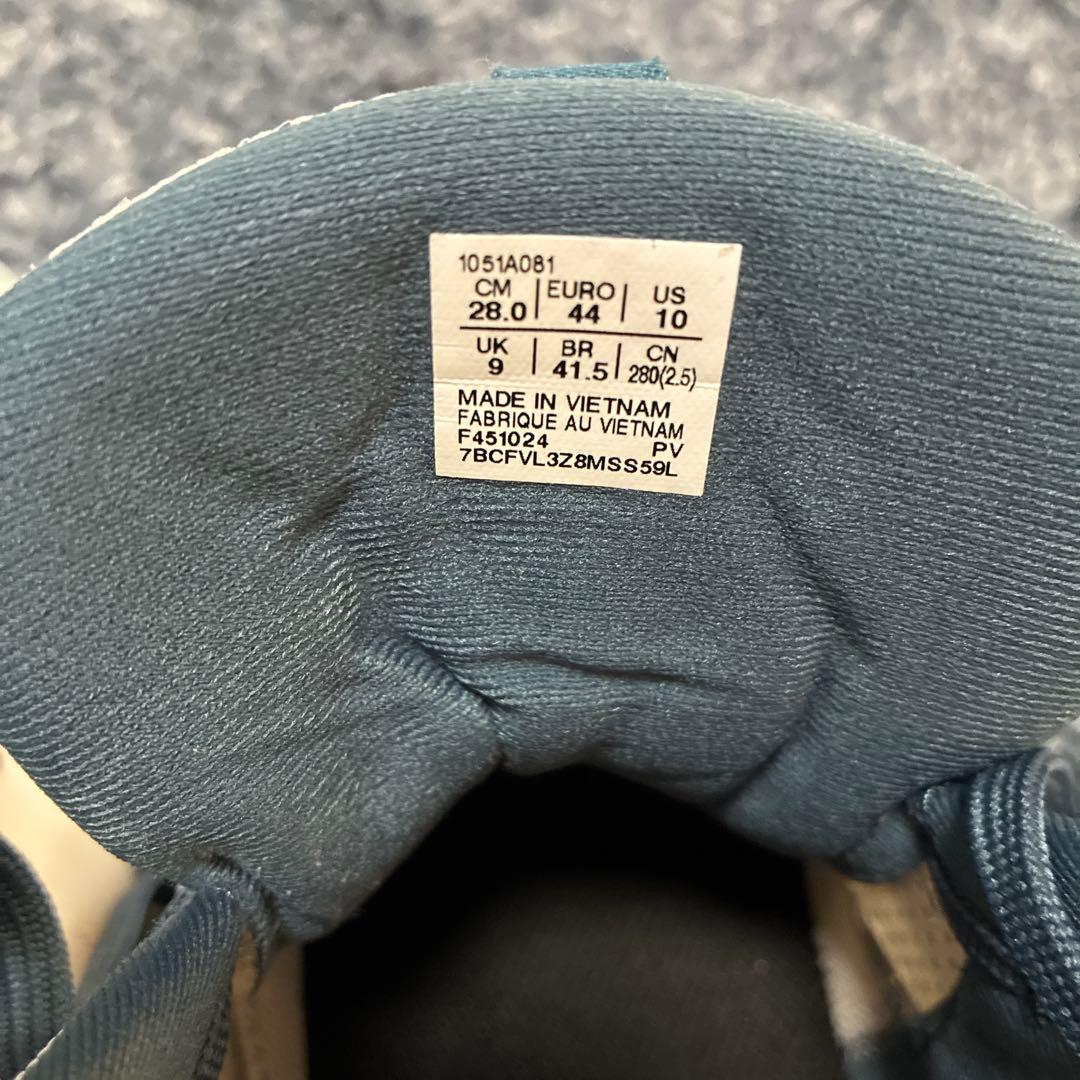 1051A081
CM | EURO | US
28.0 | 44 | 10
UK | BR | CN
9 | 41.5 | 280(2.5)
MADE IN VIETNAM
FABRIQUE AU VIETNAM
F451024 PV
7BCFVL3Z8MSS59L